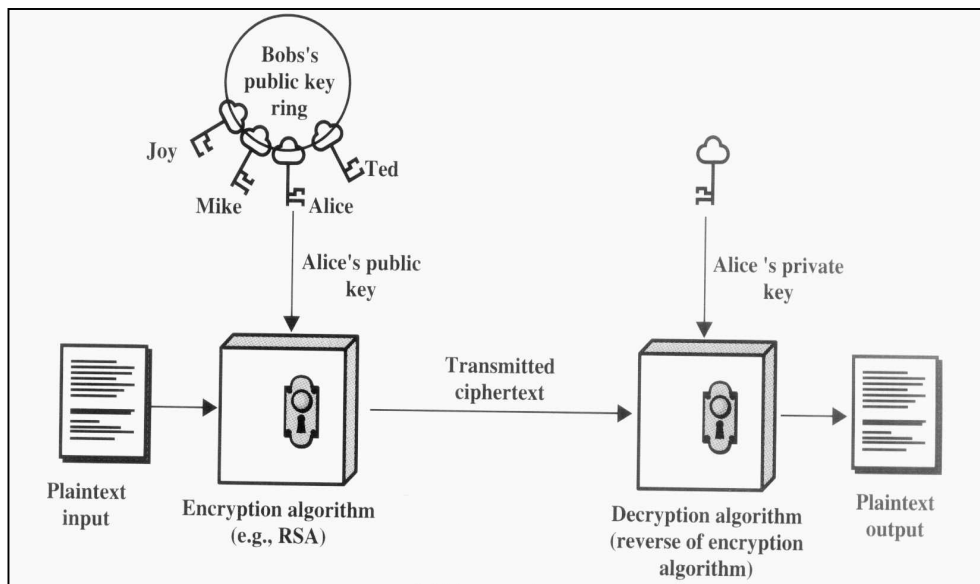 Bobs's
public key
ring
Joy
Mike
Alice
Ted
Alice's public
key
Alice 's private
key
Transmitted
ciphertext
Plaintext
input
Encryption algorithm
(e.g., RSA)
Decryption algorithm
(reverse of encryption
algorithm)
Plaintext
output